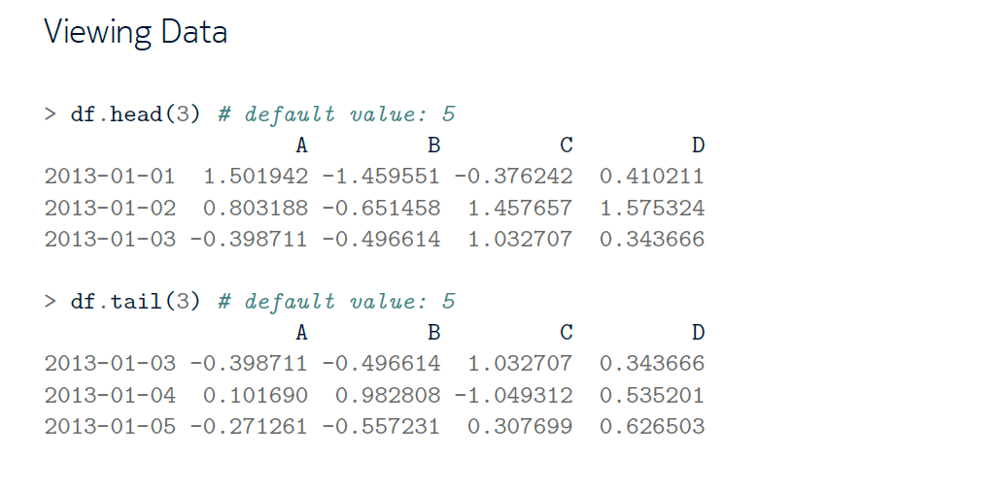 Viewing Data
> df.head(3) # default value: 5
A B C D
2013-01-01 1.501942 -1.459551 -0.376242 0.410211
2013-01-02 0.803188 -0.651458 1.457657 1.575324
2013-01-03 -0.398711 -0.496614 1.032707 0.343666
> df.tail(3) # default value: 5
A B C D
2013-01-03 -0.398711 -0.496614 1.032707 0.343666
2013-01-04 0.101690 0.982808 -1.049312 0.535201
2013-01-05 -0.271261 -0.557231 0.307699 0.626503